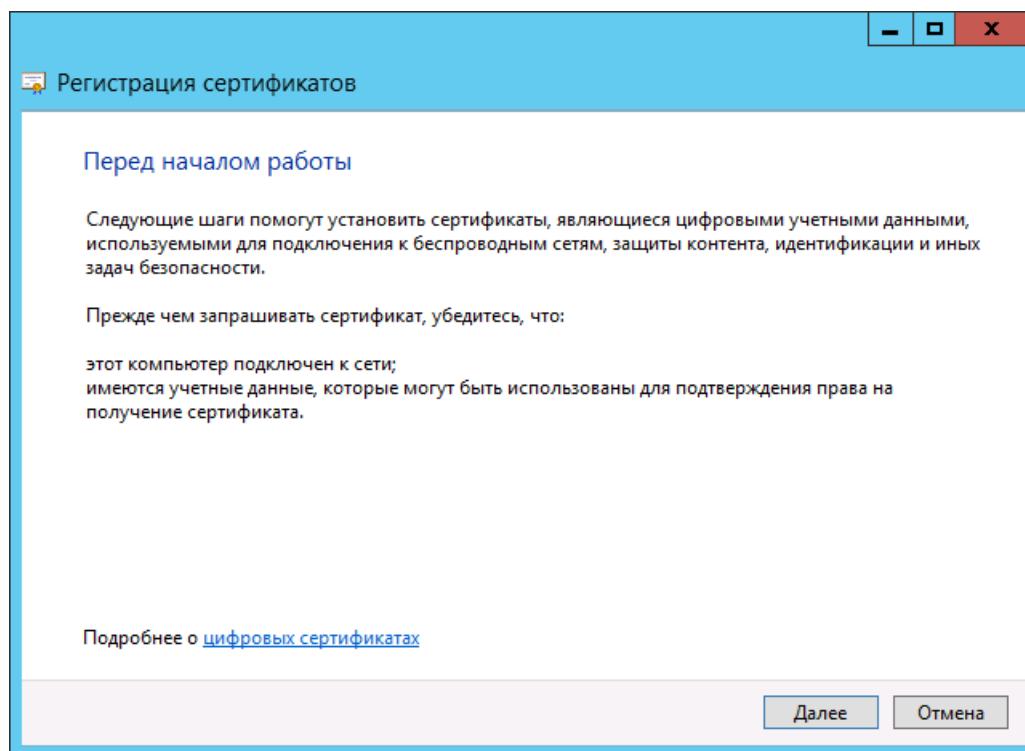 Регистрация сертификатов
Перед началом работы
Следующие шаги помогут установить сертификаты, являющиеся цифровыми учетными данными,
используемыми для подключения к беспроводным сетям, защиты контента, идентификации и иных
задач безопасности.
Прежде чем запрашивать сертификат, убедитесь, что:
этот компьютер подключен к сети;
имеются учетные данные, которые могут быть использованы для подтверждения права на
получение сертификата.
Подробнее о цифровых сертификатах
Далее
Отмена